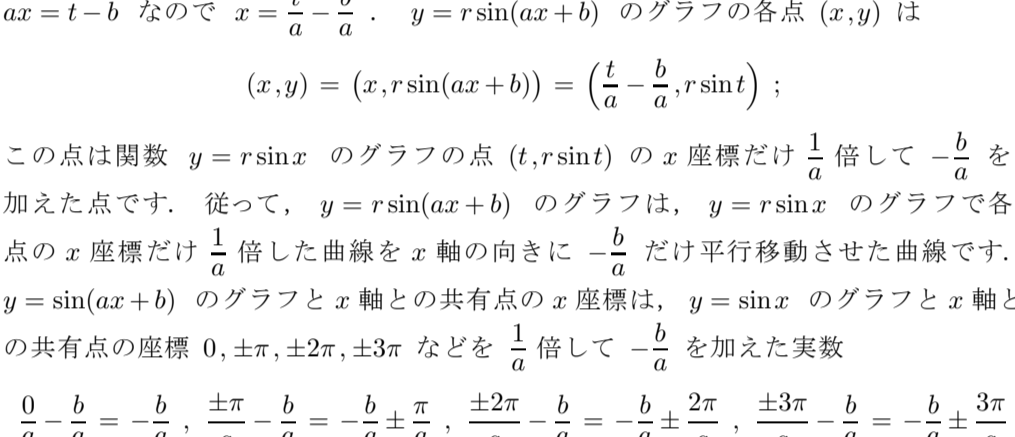 ax = t − b なので x = t/a − b/a . y = r sin(ax + b) のグラフの各点 (x, y) は
(x, y) = (x, r sin(ax + b)) = (t/a − b/a, r sin t) ;
この点は関数 y = r sin x のグラフの点 (t, r sin t) の x 座標だけ 1/a 倍して − b/a を
加えた点です. 従って, y = r sin(ax + b) のグラフは, y = r sin x のグラフで各
点の x 座標だけ 1/a 倍した曲線を x 軸の向きに − b/a だけ平行移動させた曲線です.
y = sin(ax + b) のグラフと x 軸との共有点の x 座標は, y = sin x のグラフと x 軸と
の共有点の座標 0, ±π, ±2π, ±3π などを 1/a 倍して − b/a を加えた実数
0/a − b/a = − b/a , ±π/a − b/a = − b/a ± π/a , ±2π/a − b/a = − b/a ± 2π/a , ±3π/a − b/a = − b/a ± 3π/a